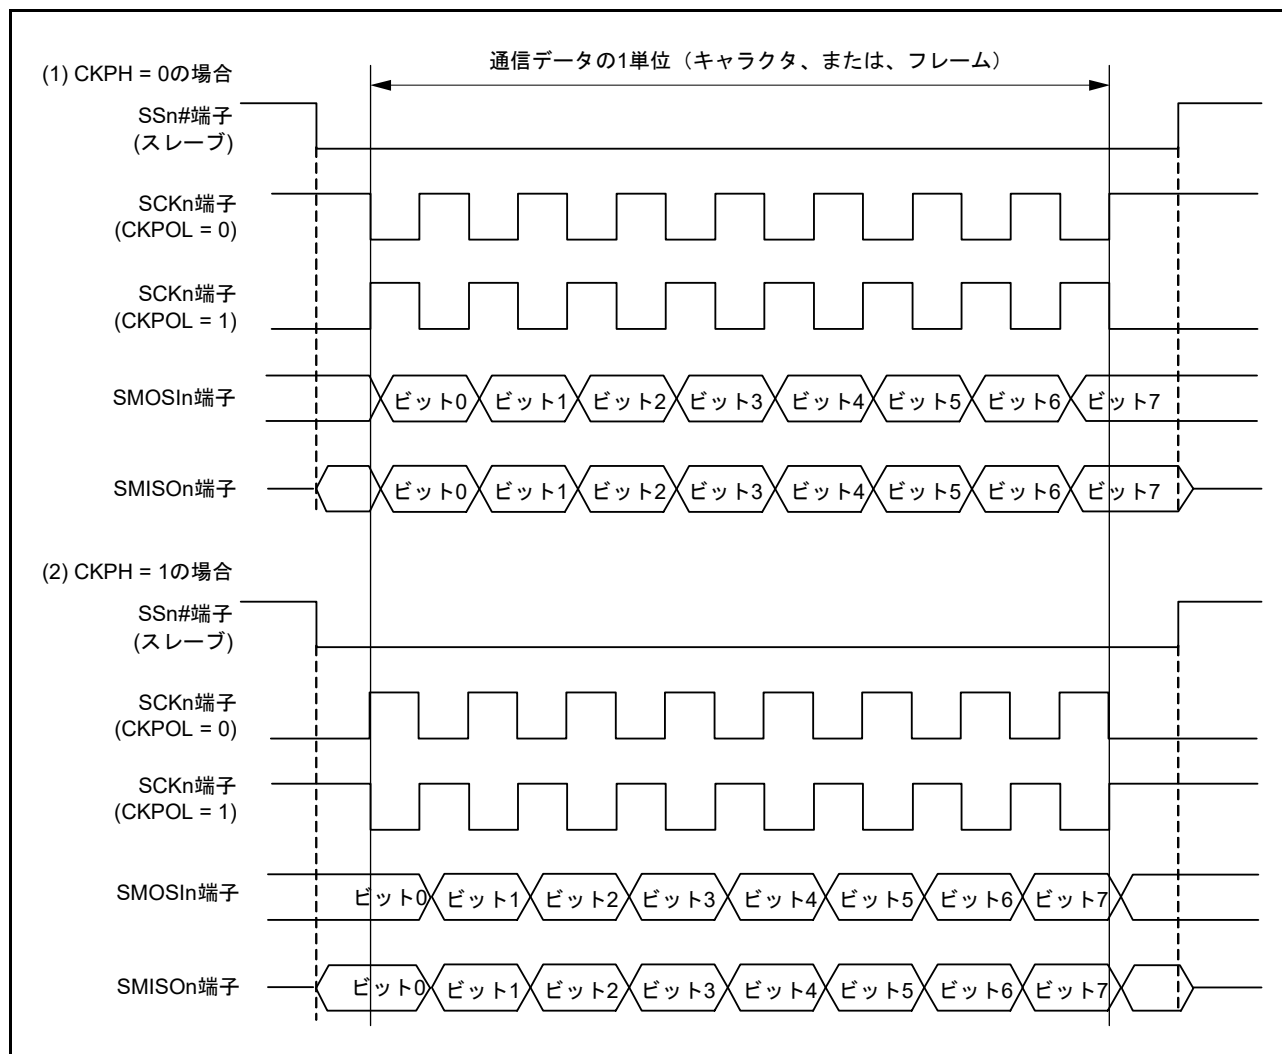 通信データの1単位（キャラクタ、または、フレーム）
(1) CKPH = 0の場合
SSn#端子
(スレーブ)
SCKn端子
(CKPOL = 0)
SCKn端子
(CKPOL = 1)
SMOSIn端子
ビット0 ビット1 ビット2 ビット3 ビット4 ビット5 ビット6 ビット7
SMISOn端子
ビット0 ビット1 ビット2 ビット3 ビット4 ビット5 ビット6 ビット7
(2) CKPH = 1の場合
SSn#端子
(スレーブ)
SCKn端子
(CKPOL = 0)
SCKn端子
(CKPOL = 1)
SMOSIn端子
ビット0 ビット1 ビット2 ビット3 ビット4 ビット5 ビット6 ビット7
SMISOn端子
ビット0 ビット1 ビット2 ビット3 ビット4 ビット5 ビット6 ビット7